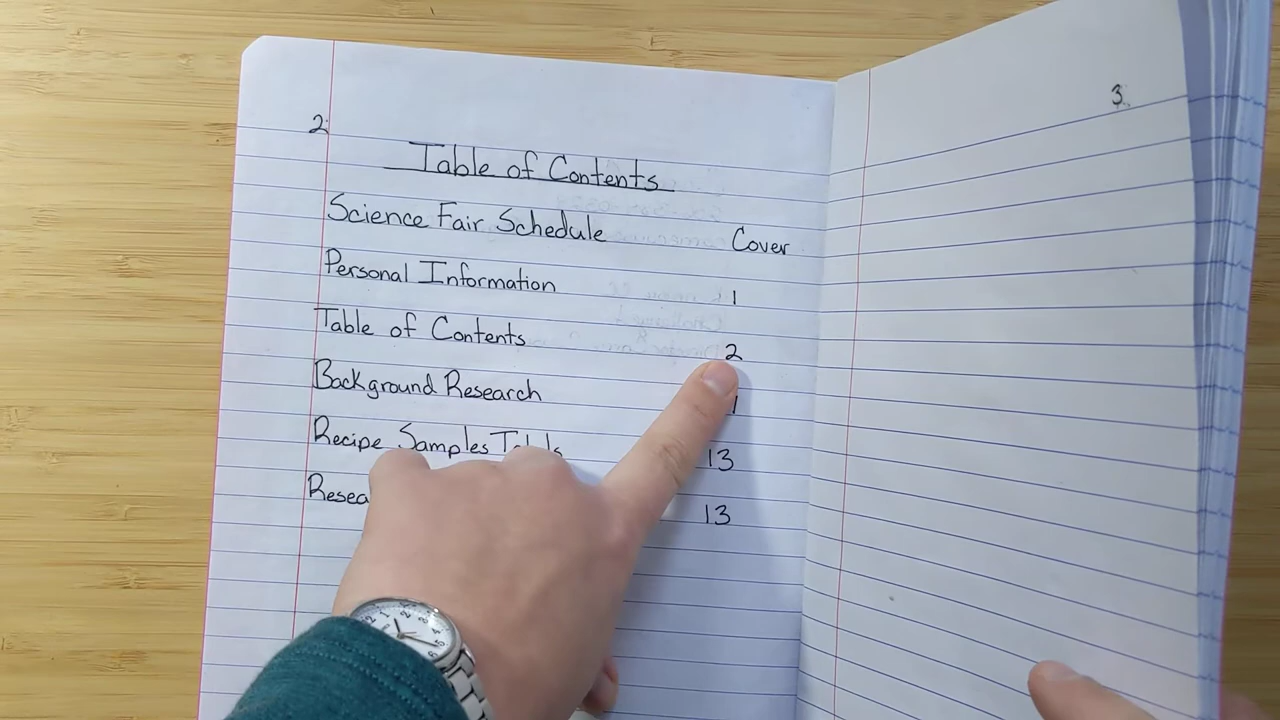 2
3
Table of Contents
Science Fair Schedule Cover
Personal Information 1
Table of Contents 2
Background Research
Recipe Samples 13
13